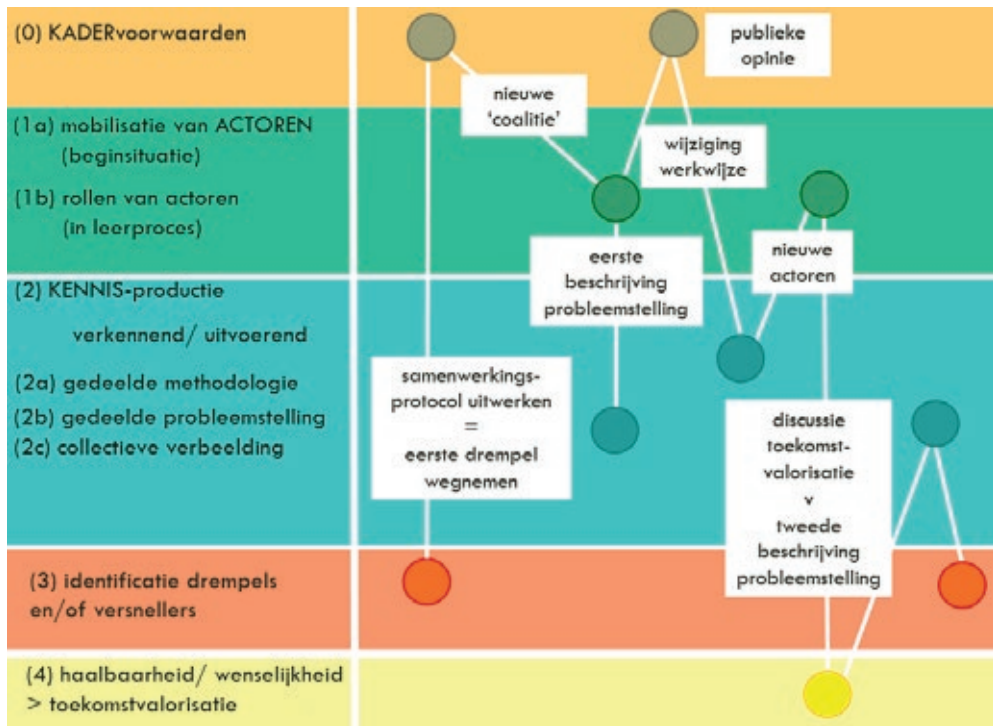 (0) KADERvoorwaarden
(1a) mobilisatie van ACTOREN
(beginsituatie)
(1b) rollen van actoren
(in leerproces)
(2) KENNIS-productie
verkennend/ uitvoerend
(2a) gedeelde methodologie
(2b) gedeelde probleemstelling
(2c) collectieve verbeelding
(3) identificatie drempels
en/of versnellers
(4) haalbaarheid/ wenselijkheid
> toekomstvalorisatie
publieke
opinie
nieuwe
‘coalitie’
wijziging
werkwijze
eerste
beschrijving
probleemstelling
nieuwe
actoren
samenwerkings-
protocol uitwerken
=
eerste drempel
wegnemen
discussie
toekomst-
valorisatie
v
tweede
beschrijving
probleemstelling